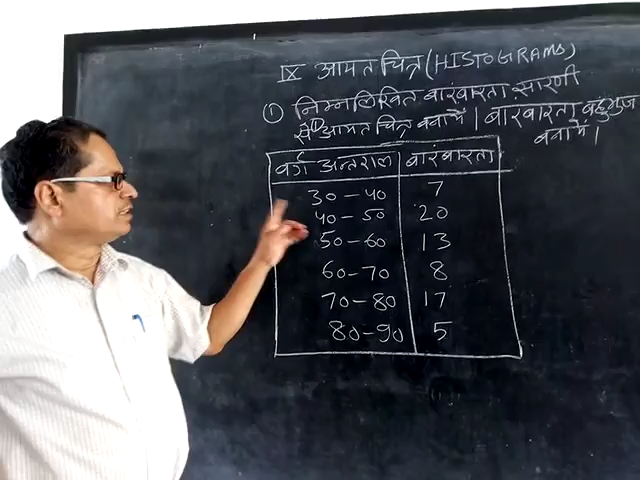 IX आयत चित्र (HISTOGRAMS)
① निम्नलिखित बारंबारता सारणी
से आयत चित्र बनायें। बारंबारता बहुभुज
बनायें।
वर्ग अन्तराल बारंबारता
30-40 7
40-50 20
50-60 13
60-70 8
70-80 17
80-90 5